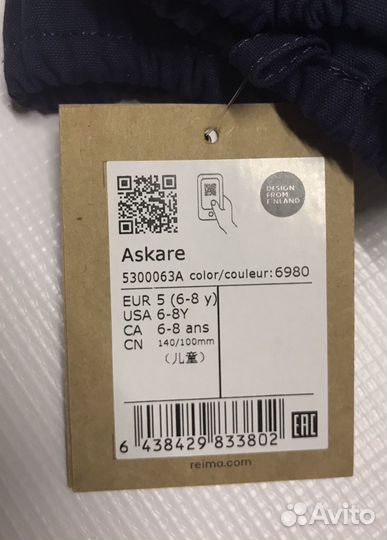 DESIGN
FROM
FINLAND
Askare
5300063A color/couleur:6980
EUR 5 (6-8 y)
USA 6-8Y
CA 6-8 ans
CN 140/100mm
(儿童)
EAC
6 438429 833802
reima.com
Avito